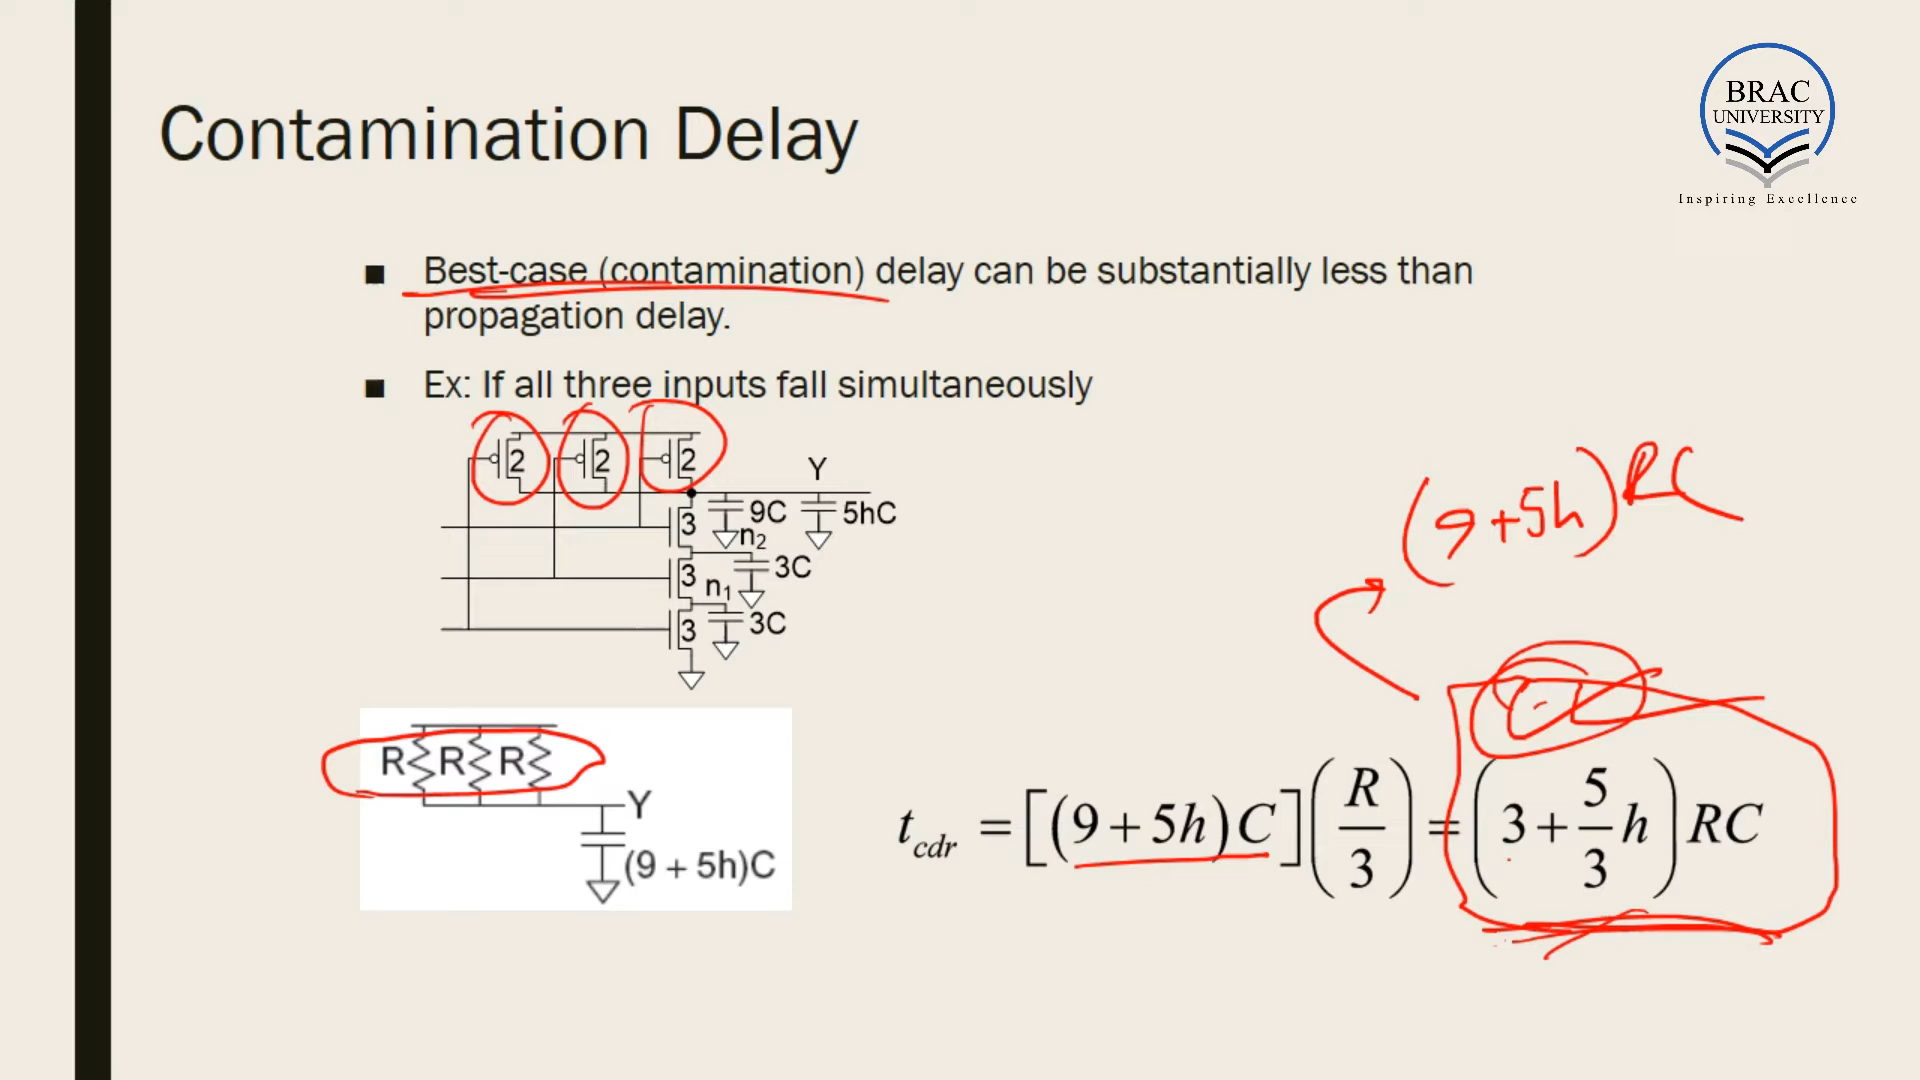 BRAC
UNIVERSITY
Inspiring Excellence
Contamination Delay
■ Best-case (contamination) delay can be substantially less than
propagation delay.
■ Ex: If all three inputs fall simultaneously
2 2 2
Y
3 9C 5hC
n₂
3 3C
n₁
3 3C
(9+5h)RC
R R R
Y
(9 + 5h)C
t_cdr = [(9+5h)C](R/3) = (3+5/3h)RC